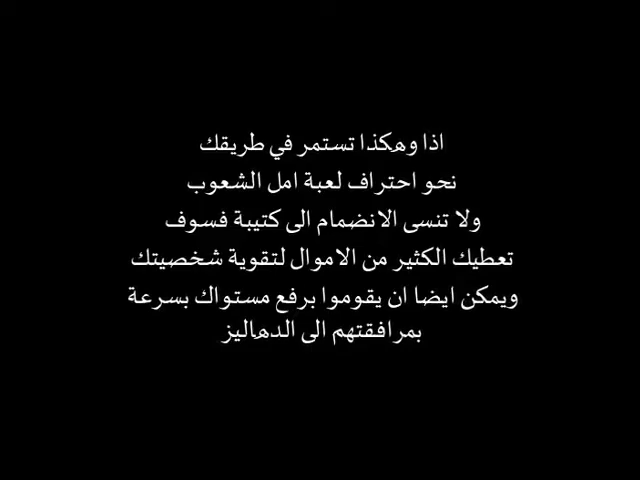 اذا وهكذا تستمر في طريقك
نحو احتراف لعبة امل الشعوب
ولا تنسى الانضمام الى كتيبة فسوف
تعطيك الكثير من الاموال لتقوية شخصيتك
ويمكن ايضا ان يقوموا برفع مستواك بسرعة
بمرافقتهم الى الدهاليز